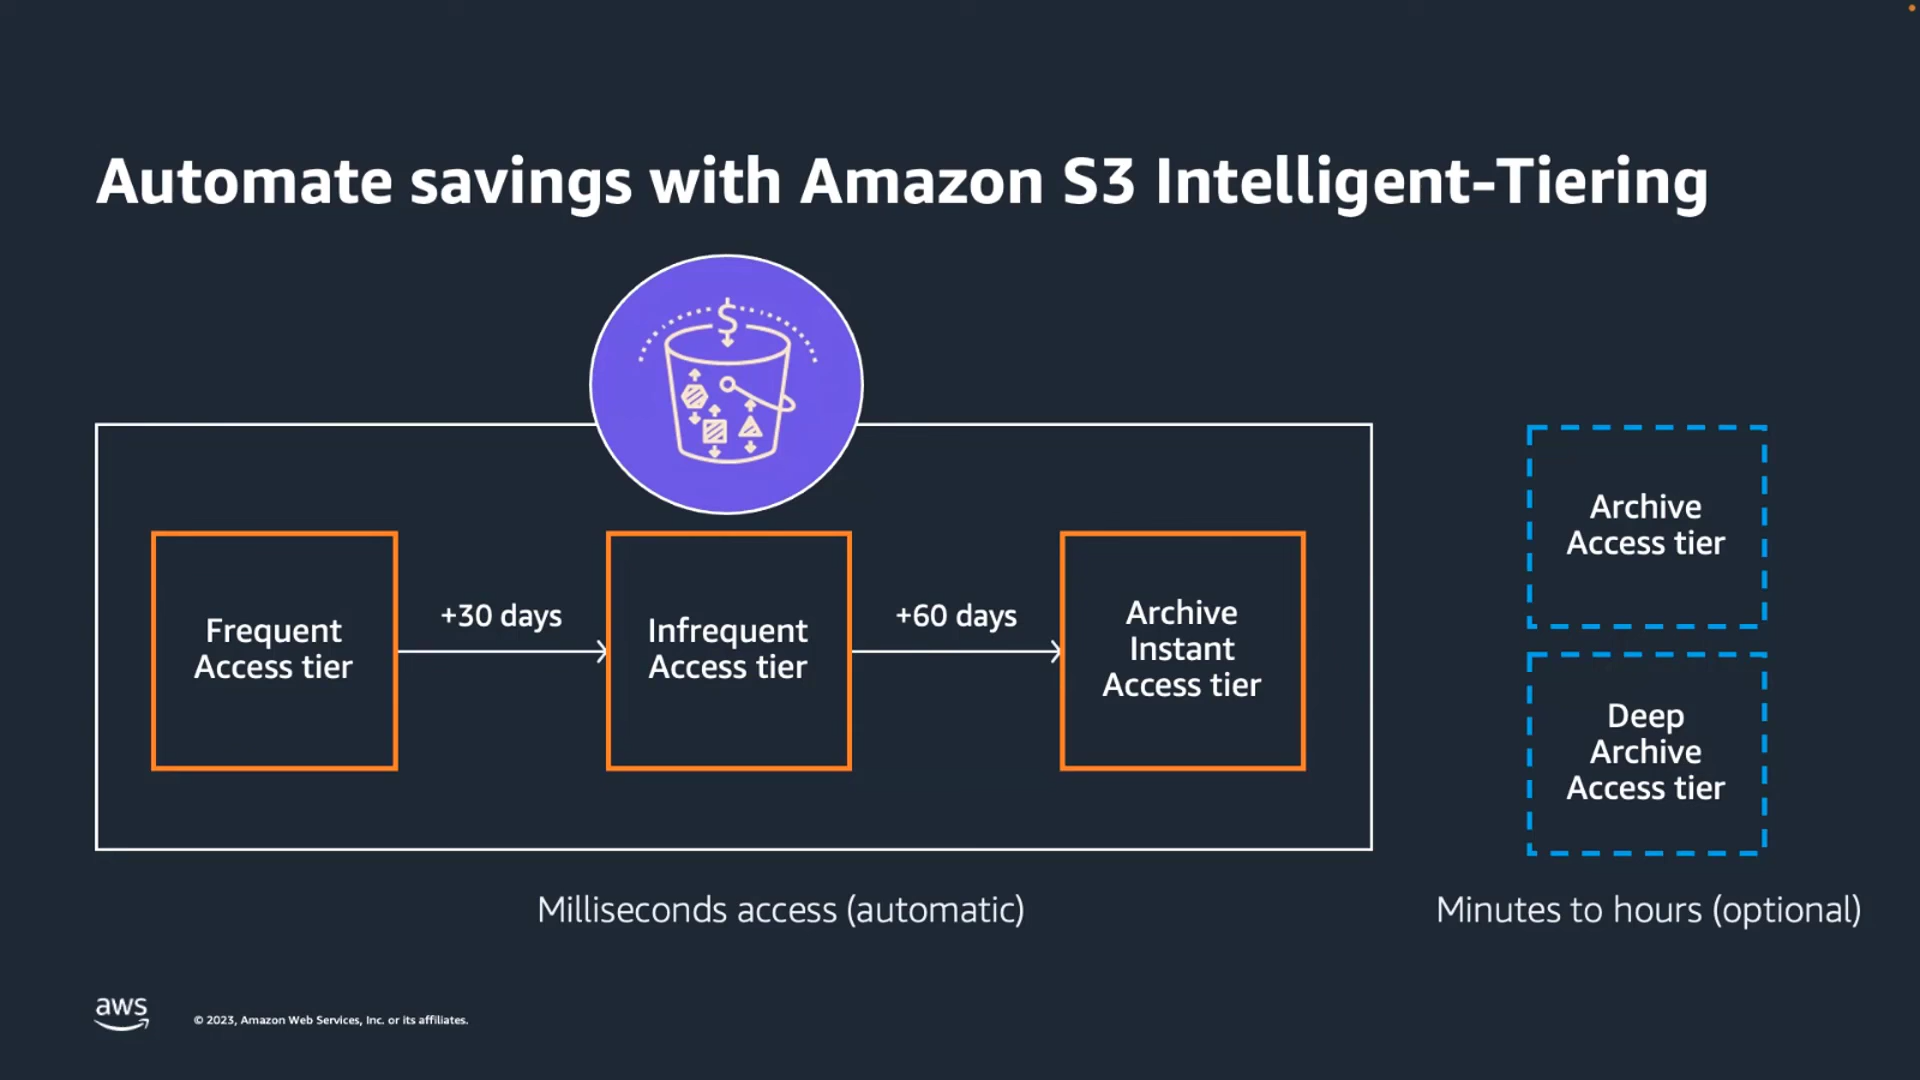 Automate savings with Amazon S3 Intelligent-Tiering
$
Frequent
Access tier
+30 days
Infrequent
Access tier
+60 days
Archive
Instant
Access tier
Archive
Access tier
Deep
Archive
Access tier
Milliseconds access (automatic)
Minutes to hours (optional)
aws
© 2023, Amazon Web Services, Inc. or its affiliates.